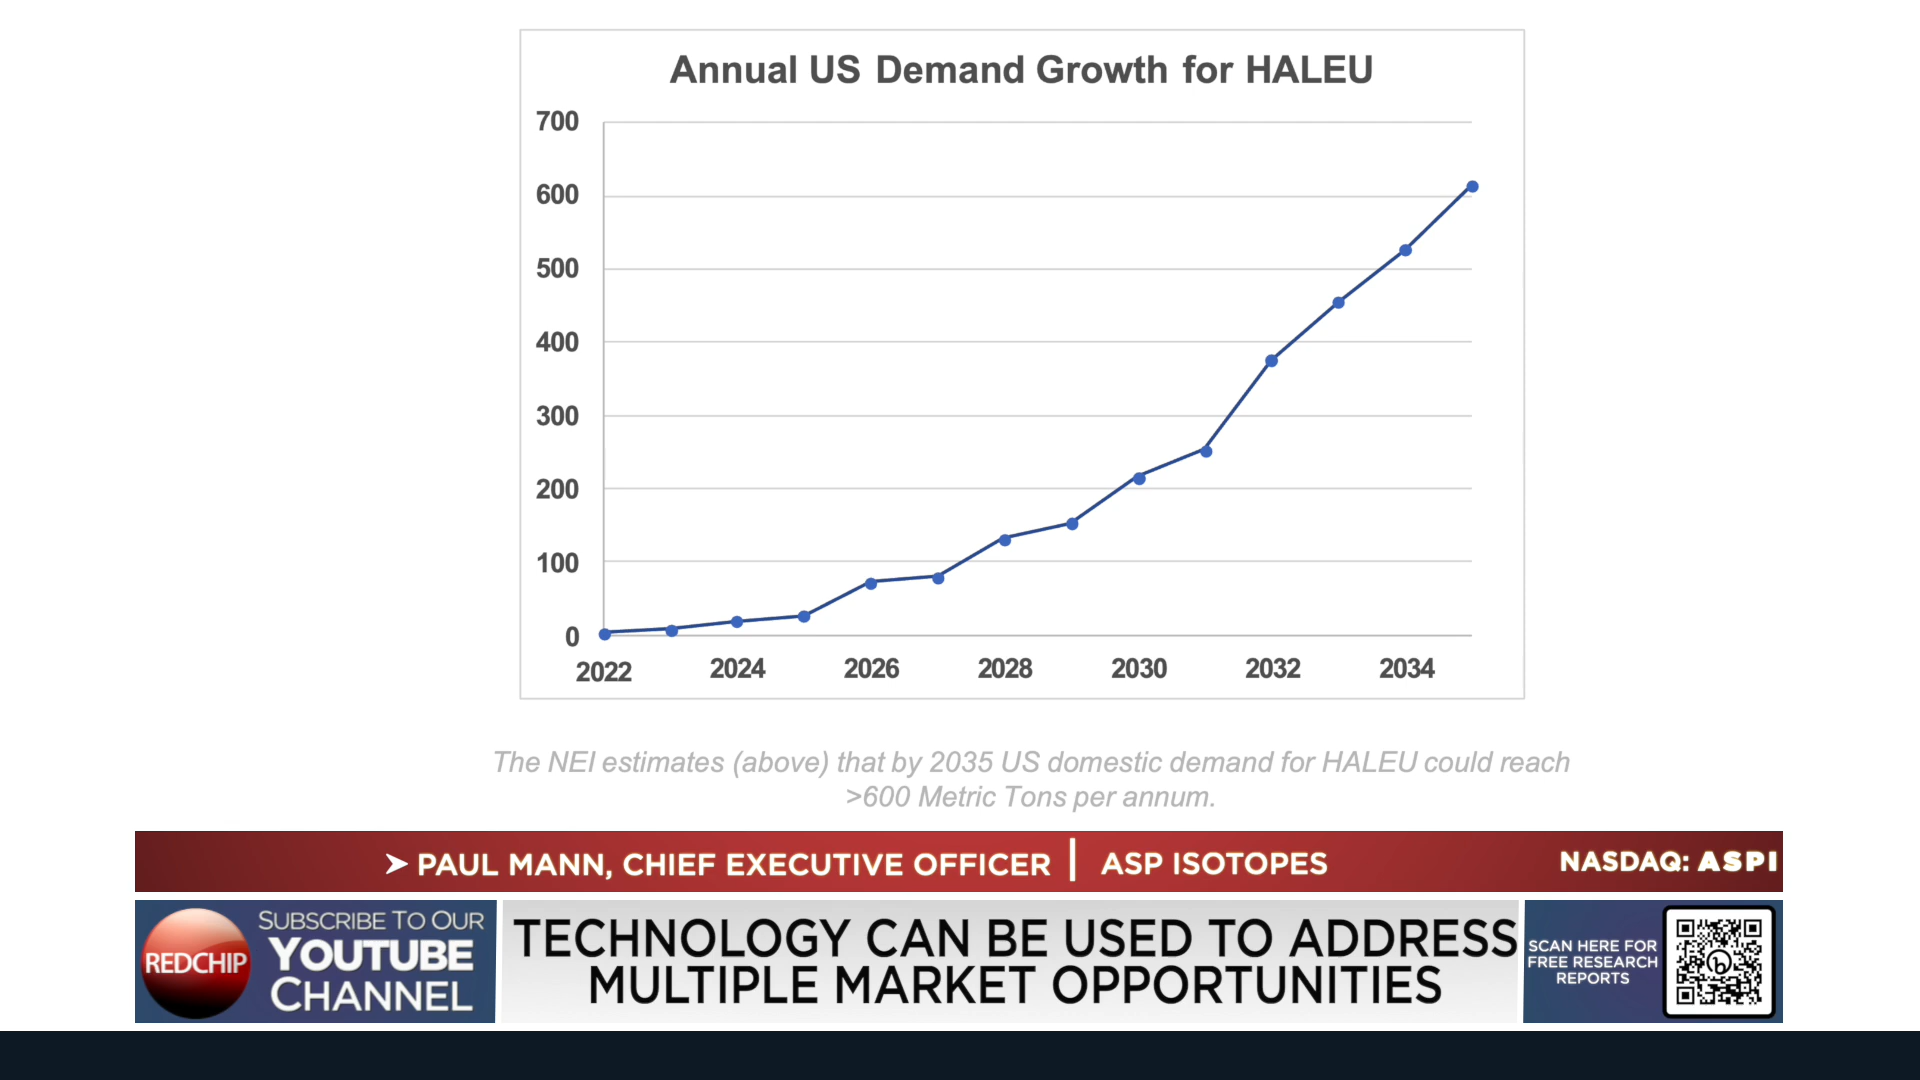 Annual US Demand Growth for HALEU
700
600
500
400
300
200
100
0
2022 2024 2026 2028 2030 2032 2034
The NEI estimates (above) that by 2035 US domestic demand for HALEU could reach
>600 Metric Tons per annum.
➤ PAUL MANN, CHIEF EXECUTIVE OFFICER | ASP ISOTOPES NASDAQ: ASPI
REDCHIP
SUBSCRIBE TO OUR
YOUTUBE
CHANNEL
TECHNOLOGY CAN BE USED TO ADDRESS
MULTIPLE MARKET OPPORTUNITIES
SCAN HERE FOR
FREE RESEARCH
REPORTS